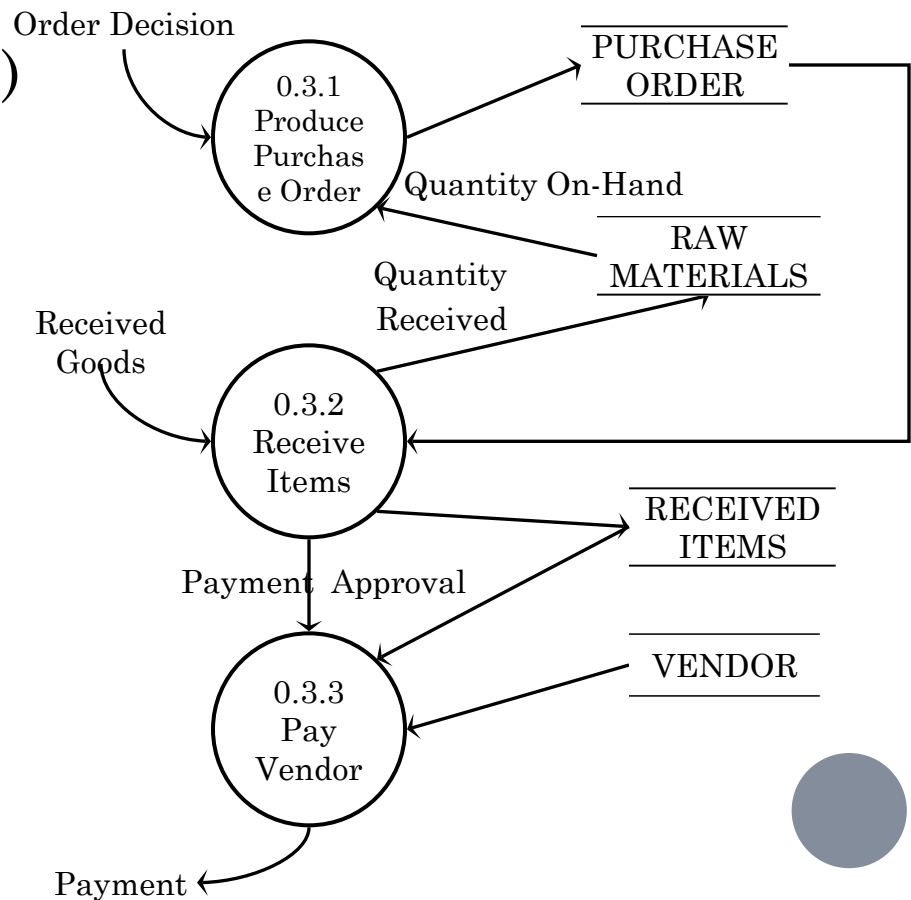 Order Decision
)
0.3.1
Produce
Purchas
e Order
PURCHASE
ORDER
Quantity On-Hand
RAW
MATERIALS
Quantity
Received
Received
Goods
0.3.2
Receive
Items
RECEIVED
ITEMS
Payment Approval
VENDOR
0.3.3
Pay
Vendor
Payment